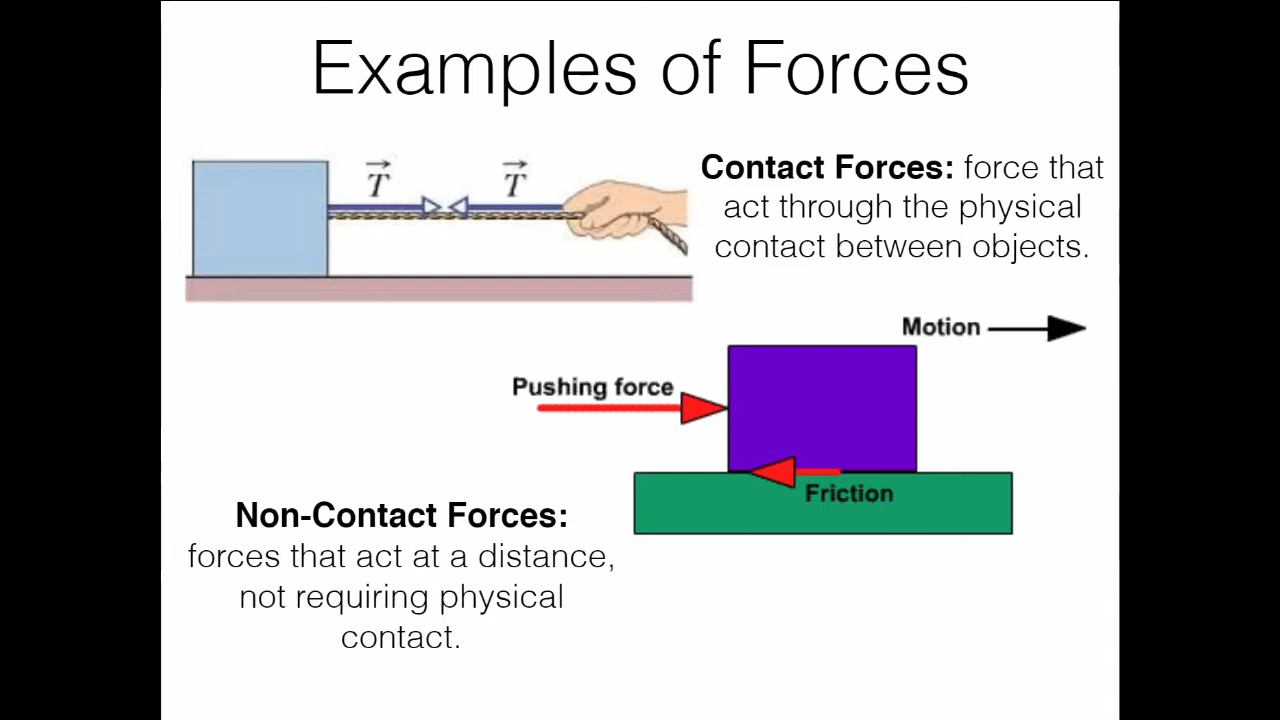 Examples of Forces
T⃗
T⃗
Contact Forces: force that
act through the physical
contact between objects.
Motion
Pushing force
Friction
Non-Contact Forces:
forces that act at a distance,
not requiring physical
contact.